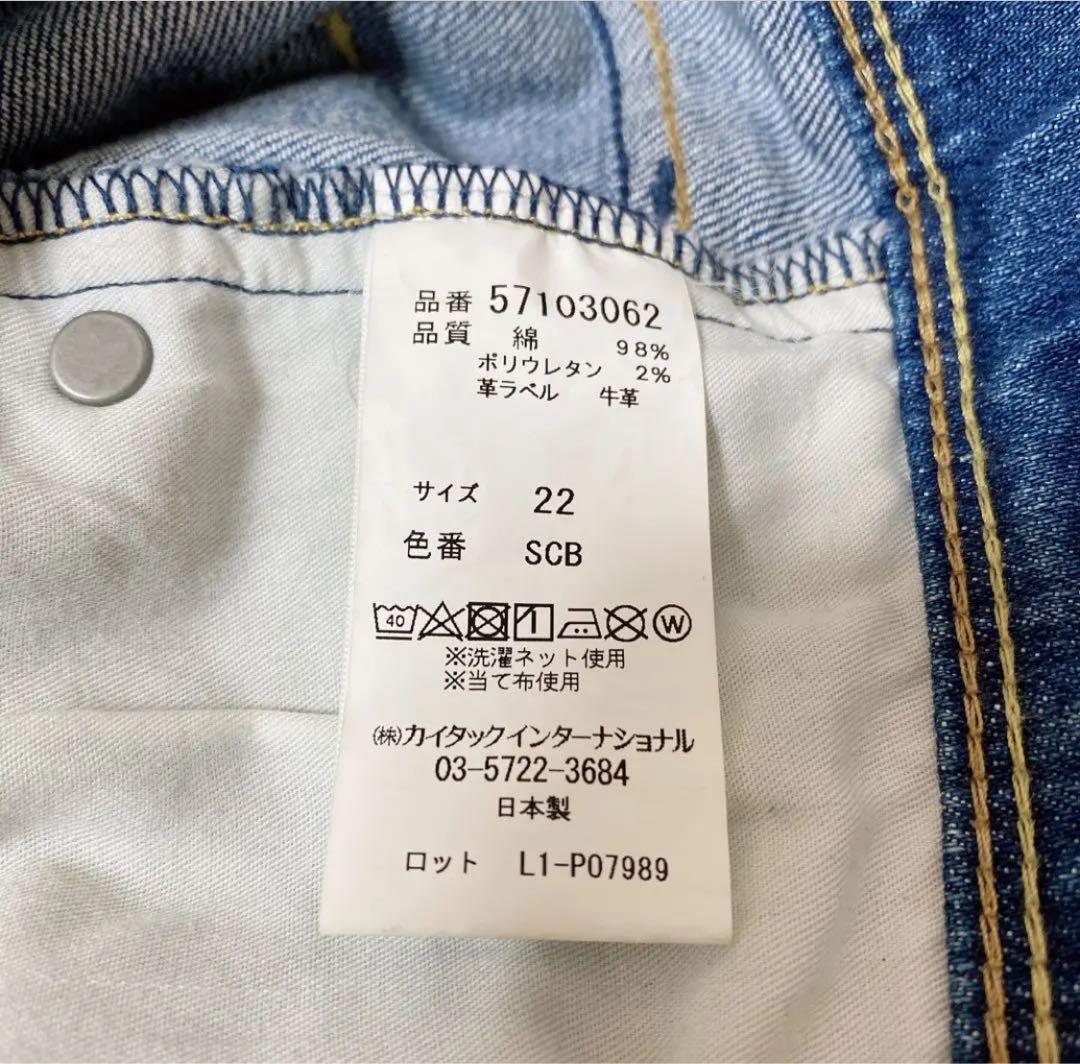 品番 57103062
品質 綿 98%
ポリウレタン 2%
革ラベル 牛革
サイズ 22
色番 SCB
40 W
※洗濯ネット使用
※当て布使用
㈱カイタックインターナショナル
03-5722-3684
日本製
ロット L1-P07989